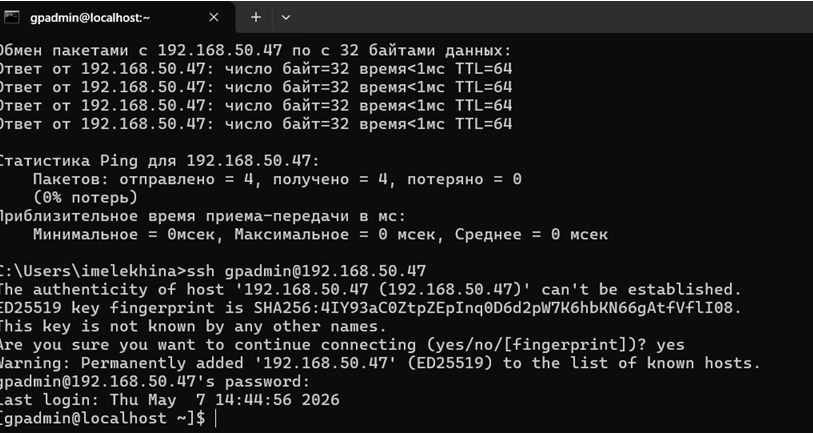 gpadmin@localhost:~
Обмен пакетами с 192.168.50.47 по с 32 байтами данных:
Ответ от 192.168.50.47: число байт=32 время<1мс TTL=64
Ответ от 192.168.50.47: число байт=32 время<1мс TTL=64
Ответ от 192.168.50.47: число байт=32 время<1мс TTL=64
Ответ от 192.168.50.47: число байт=32 время<1мс TTL=64
Статистика Ping для 192.168.50.47:
Пакетов: отправлено = 4, получено = 4, потеряно = 0
(0% потерь)
Приблизительное время приема-передачи в мс:
Минимальное = 0мсек, Максимальное = 0 мсек, Среднее = 0 мсек
C:\Users\imelekhina>ssh gpadmin@192.168.50.47
The authenticity of host '192.168.50.47 (192.168.50.47)' can't be established.
ED25519 key fingerprint is SHA256:4IY93aC0ZtpZEpInq0D6d2pW7K6hbKN66gAtfVflI08.
This key is not known by any other names.
Are you sure you want to continue connecting (yes/no/[fingerprint])? yes
Warning: Permanently added '192.168.50.47' (ED25519) to the list of known hosts.
gpadmin@192.168.50.47's password:
Last login: Thu May  7 14:44:56 2026
[gpadmin@localhost ~]$